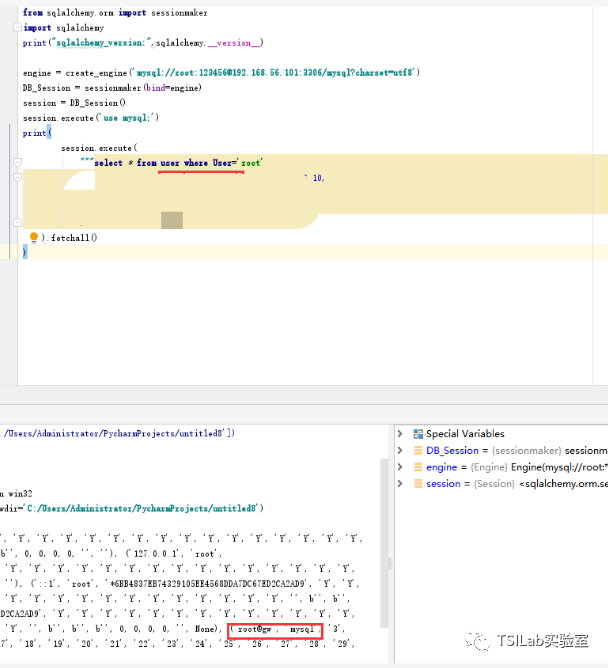 from sqlalchemy.orm import sessionmaker
import sqlalchemy
print("sqlalchemy_version:",sqlalchemy.__version__)
engine = create_engine('mysql://root:123456@192.168.56.101:3306/mysql?charset=utf8')
DB_Session = sessionmaker(bind=engine)
session = DB_Session()
session.execute('use mysql;')
print(
session.execute(
"""select * from user where User='root'
10,
).fetchall()
)
:/Users/Administrator/PycharmProjects/untitled8'])
n win32
wdir='C:/Users/Administrator/PycharmProjects/untitled8')
', 'Y', 'Y', 'Y', 'Y', 'Y', 'Y', 'Y', 'Y', 'Y', 'Y', 'Y', 'Y', 'Y', 'Y', 'Y',
b'', 0, 0, 0, 0, '', ''), ('127.0.0.1', 'root',
'Y', 'Y', 'Y', 'Y', 'Y', 'Y', 'Y', 'Y', 'Y', 'Y', 'Y', 'Y', 'Y', 'Y', 'Y',
''), ('::1', 'root', '*6BB4837EB74329105EE4568DDA7DC67ED2CA2AD9', 'Y', 'Y',
'Y', 'Y', 'Y', 'Y', 'Y', 'Y', 'Y', 'Y', 'Y', 'Y', '', b'', b'',
ED2CA2AD9', 'Y', 'Y', 'Y', 'Y', 'Y', 'Y', 'Y', 'Y', 'Y', 'Y', 'Y', 'Y', 'Y',
'Y', '', b'', b'', b'', 0, 0, 0, 0, '', None), ('root@gw', 'mysql', '3',
17', '18', '19', '20', '21', '22', '23', '24', '25', '26', '27', '28', '29',
Special Variables
DB_Session = {sessionmaker} sessionm
engine = {Engine} Engine(mysql://root:*
session = {Session} <sqlalchemy.orm.se
TSILab实验室